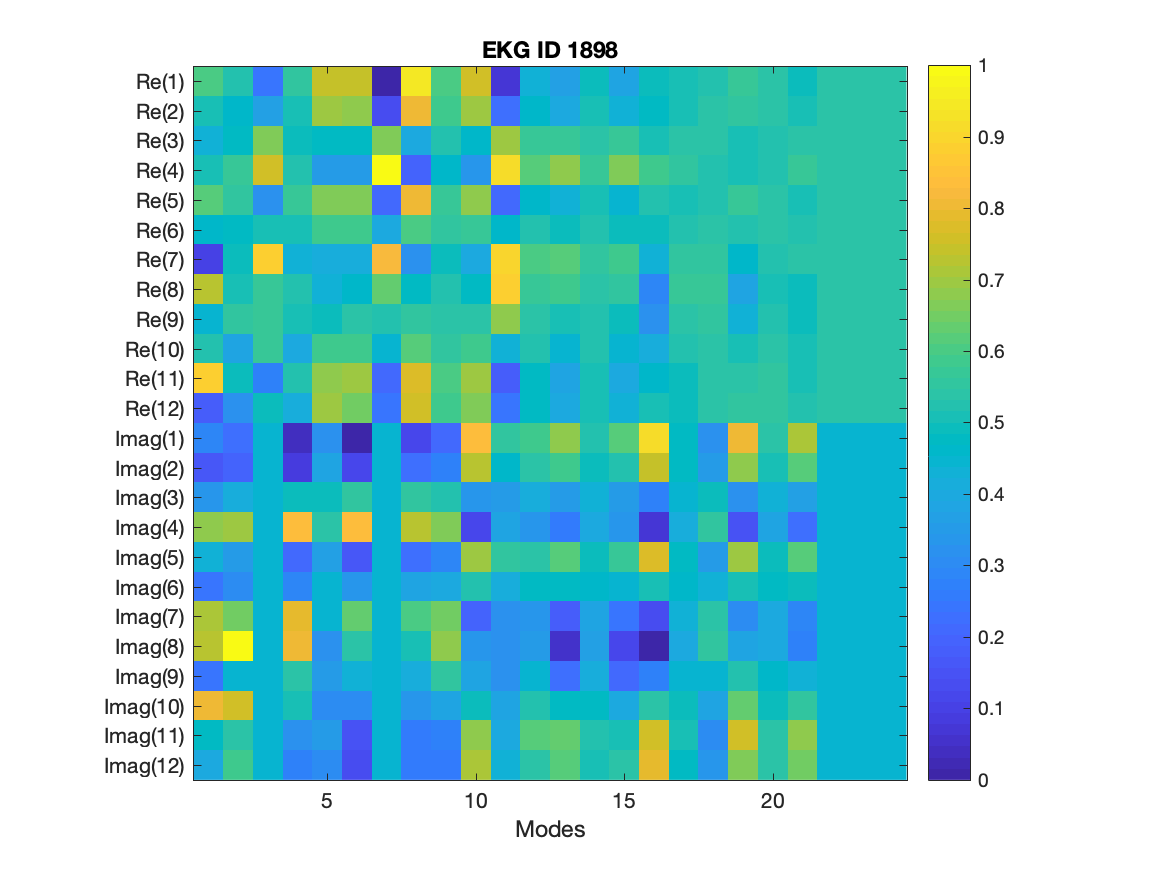 EKG ID 1898
Re(1)
Re(2)
Re(3)
Re(4)
Re(5)
Re(6)
Re(7)
Re(8)
Re(9)
Re(10)
Re(11)
Re(12)
Imag(1)
Imag(2)
Imag(3)
Imag(4)
Imag(5)
Imag(6)
Imag(7)
Imag(8)
Imag(9)
Imag(10)
Imag(11)
Imag(12)
5 10 15 20
Modes
1
0.9
0.8
0.7
0.6
0.5
0.4
0.3
0.2
0.1
0